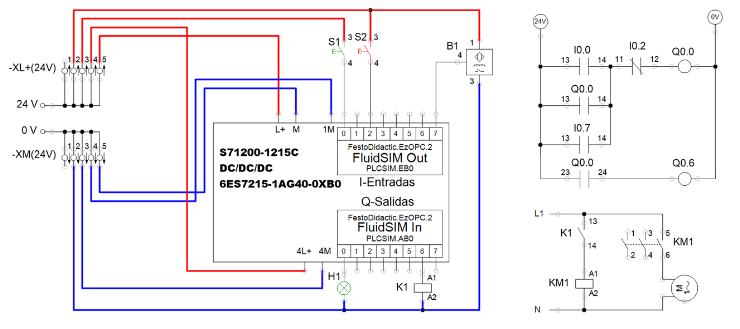 1 2 3 4 5
-XL+(24V)
24 V
0 V
-XM(24V)
1 2 3 4 5
S1 3
4
S2 3
4
B1
1
4
3
L+ M 1M
S71200-1215C
DC/DC/DC
6ES7215-1AG40-0XB0
0 1 2 3 4 5 6 7
FestoDidactic.EzOPC.2
FluidSIM Out
PLCSIM.EB0
I-Entradas
Q-Salidas
FestoDidactic.EzOPC.2
FluidSIM In
PLCSIM.AB0
4L+ 4M
0 1 2 3 4 5 6 7
H1
K1
A1
A2
24V
0V
I0.0
13 14
I0.2
11 12
Q0.0
Q0.0
13 14
I0.7
13 14
Q0.0
23 24
Q0.6
L1
K1
13
14
1 3 5
2 4 6
KM1
KM1
A1
A2
M
N